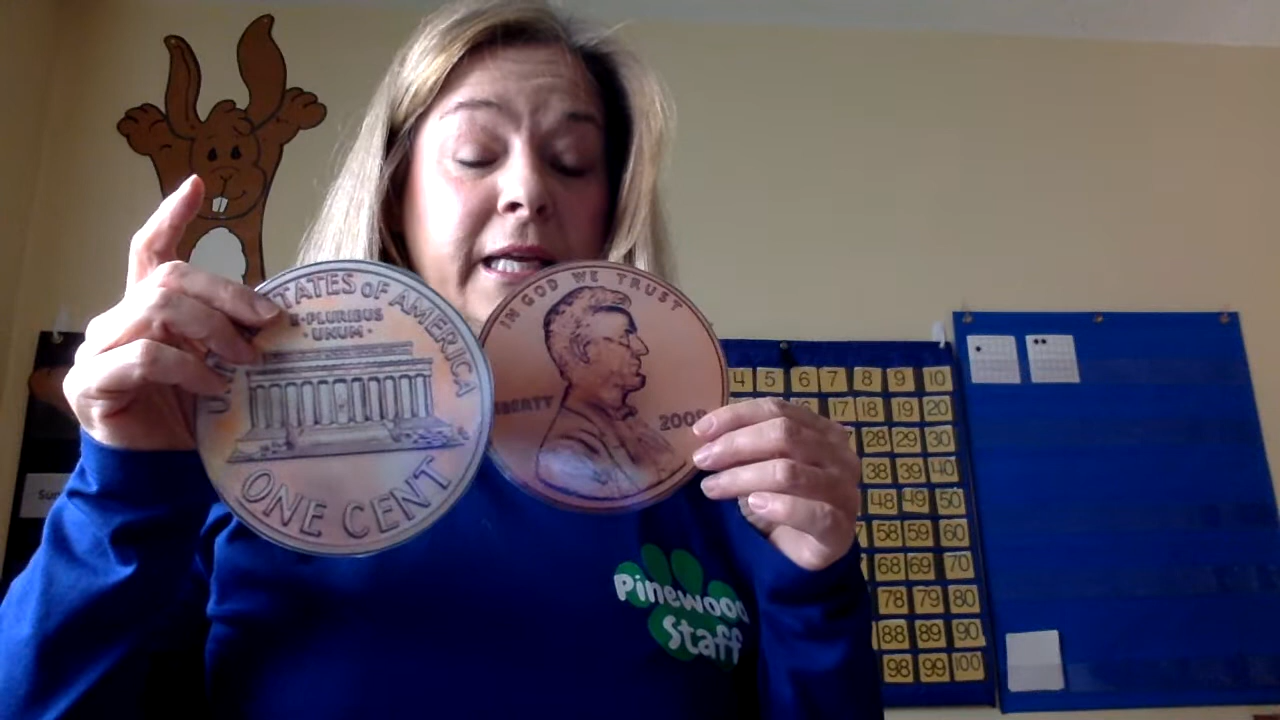 STATES OF AMERICA
E·PLURIBUS
·UNUM·
ONE CENT
IN GOD WE TRUST
LIBERTY
Pinewood
Staff
4 5 6 7 8 9 10
17 18 19 20
28 29 30
38 39 40
48 49 50
58 59 60
68 69 70
78 79 80
88 89 90
98 99 100